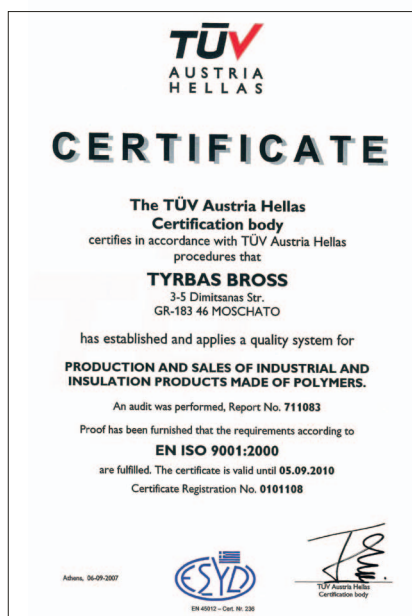 TÜV
AUSTRIA
HELLAS
CERTIFICATE
The TÜV Austria Hellas
Certification body
certifies in accordance with TÜV Austria Hellas
procedures that
TYRBAS BROSS
3-5 Dimitsanas Str.
GR-183 46 MOSCHATO
has established and applies a quality system for
PRODUCTION AND SALES OF INDUSTRIAL AND
INSULATION PRODUCTS MADE OF POLYMERS.
An audit was performed, Report No. 711083
Proof has been furnished that the requirements according to
EN ISO 9001:2000
are fulfilled. The certificate is valid until 05.09.2010
Certificate Registration No. 0101108
Athens, 06-09-2007
ESYD
EN 45012 – Cert. Nr. 236
TÜV Austria Hellas
Certification body